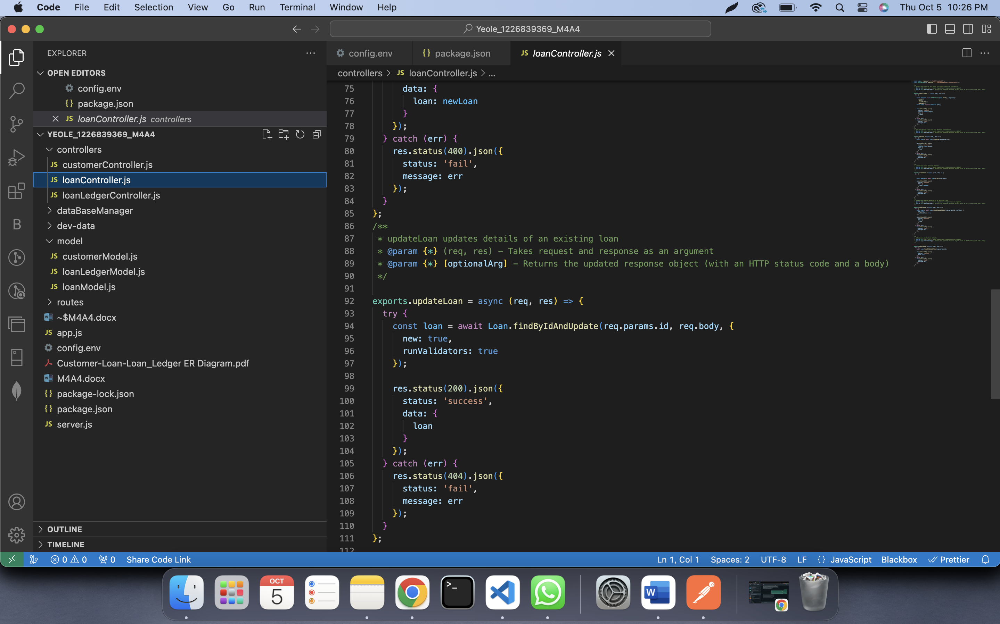 Code File Edit Selection View Go Run Terminal Window Help Thu Oct 5 10:26 PM
Yeole_1226839369_M4A4
EXPLORER
OPEN EDITORS
config.env
{} package.json
JS loanController.js controllers
YEOLE_1226839369_M4A4
controllers
JS customerController.js
JS loanController.js
JS loanLedgerController.js
dataBaseManager
dev-data
model
JS customerModel.js
JS loanLedgerModel.js
JS loanModel.js
routes
~$M4A4.docx
JS app.js
config.env
Customer-Loan-Loan_Ledger ER Diagram.pdf
M4A4.docx
{} package-lock.json
{} package.json
JS server.js
OUTLINE
TIMELINE
B
config.env {} package.json JS loanController.js
controllers > JS loanController.js > ...
75 data: {
76 loan: newLoan
77 }
78 });
79 } catch (err) {
80 res.status(400).json({
81 status: 'fail',
82 message: err
83 });
84 }
85 };
86 /**
87 * updateLoan updates details of an existing loan
88 * @param {*} (req, res) - Takes request and response as an argument
89 * @param {*} [optionalArg] - Returns the updated response object (with an HTTP status code and a body)
90 */
91
92 exports.updateLoan = async (req, res) => {
93 try {
94 const loan = await Loan.findByIdAndUpdate(req.params.id, req.body, {
95 new: true,
96 runValidators: true
97 });
98
99 res.status(200).json({
100 status: 'success',
101 data: {
102 loan
103 }
104 });
105 } catch (err) {
106 res.status(404).json({
107 status: 'fail',
108 message: err
109 });
110 }
111 };
112
0 0 0 Share Code Link Ln 1, Col 1 Spaces: 2 UTF-8 LF {} JavaScript Blackbox Prettier
OCT
5
>_
W